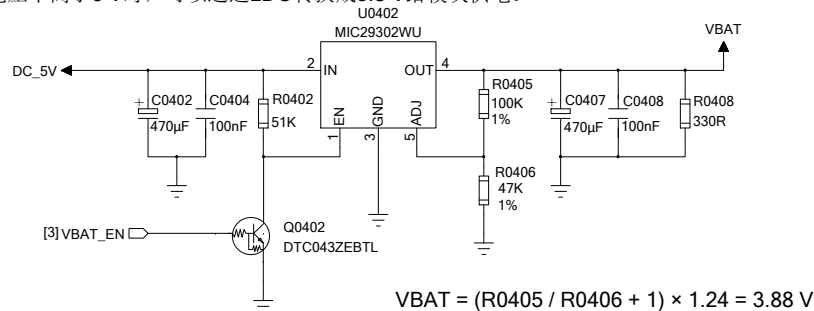 U0402
MIC29302WU
VBAT
DC_5V
2 IN
OUT 4
EN
GND
ADJ
1
3
5
C0402
470µF
C0404
100nF
R0402
51K
R0405
100K
1%
C0407
470µF
C0408
100nF
R0408
330R
R0406
47K
1%
[3] VBAT_EN
Q0402
DTC043ZEBTL
VBAT = (R0405 / R0406 + 1) × 1.24 = 3.88 V